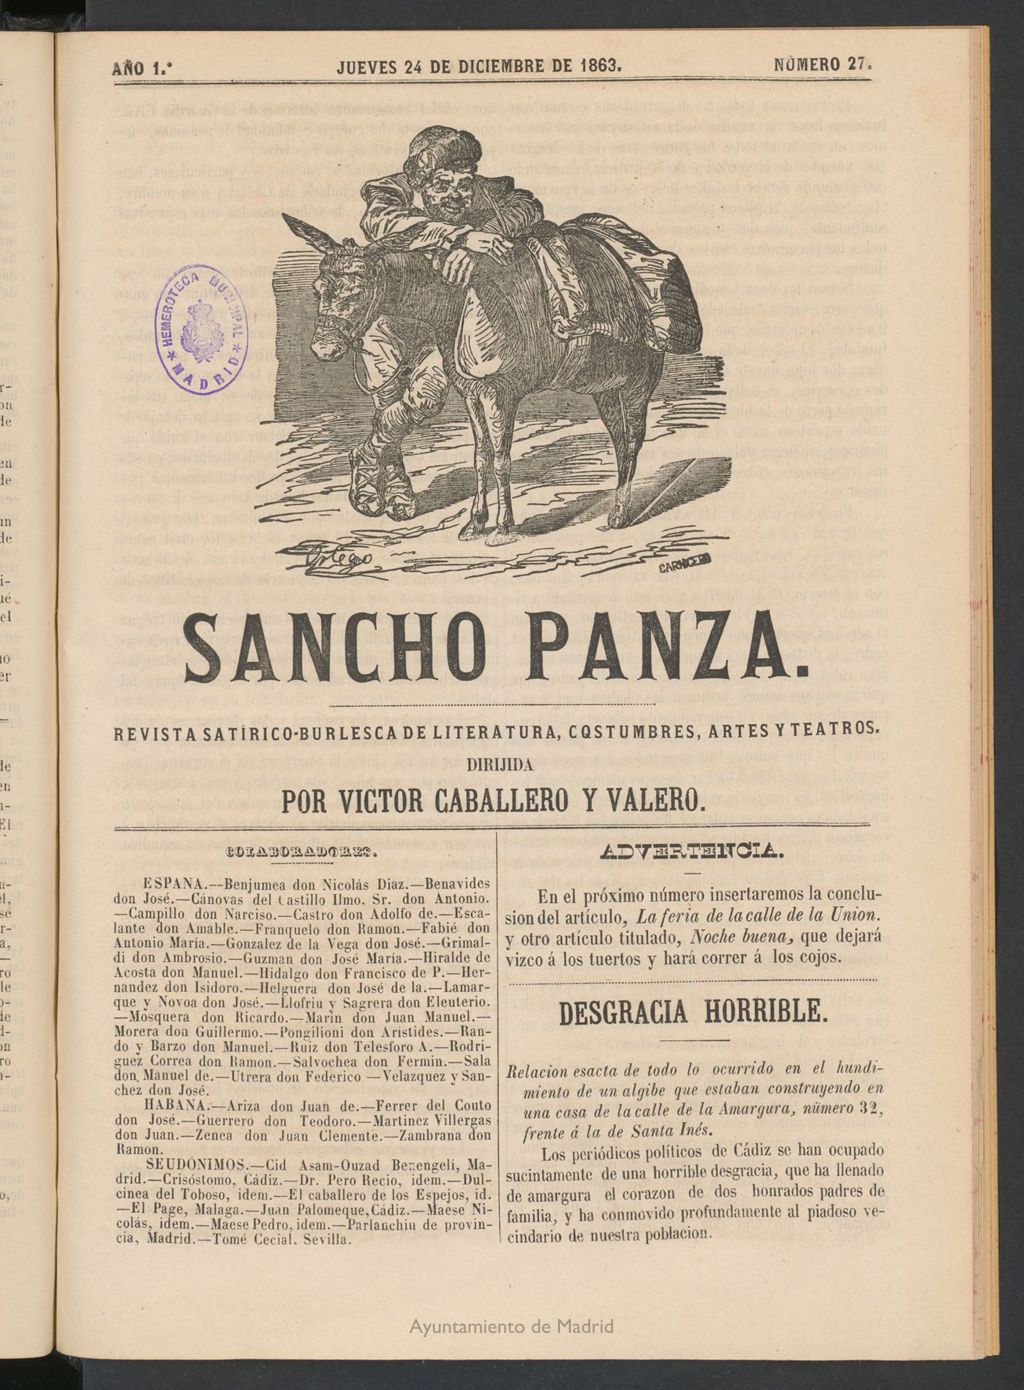 AÑO 1.º
JUEVES 24 DE DICIEMBRE DE 1863.
NÚMERO 27.
HEMEROTECA MUNICIPAL
MADRID
Ortego
CARNICERO
SANCHO PANZA.
REVISTA SATÍRICO-BURLESCA DE LITERATURA, COSTUMBRES, ARTES Y TEATROS.
DIRIJIDA
POR VICTOR CABALLERO Y VALERO.
COLABORADORES.
ESPAÑA.—Benjumea don Nicolás Diaz.—Benavides
don José.—Cánovas del Castillo Ilmo. Sr. don Antonio.
—Campillo don Narciso.—Castro don Adolfo de.—Esca-
lante don Amable.—Franquelo don Ramon.—Fabié don
Antonio María.—Gonzalez de la Vega don José.—Grimal-
di don Ambrosio.—Guzman don José María.—Hiralde de
Acosta don Manuel.—Hidalgo don Francisco de P.—Her-
nandez don Isidoro.—Helguera don José de la.—Lamar-
que y Novoa don José.—Llofriu y Sagrera don Eleuterio.
—Mosquera don Ricardo.—Marin don Juan Manuel.—
Morera don Guillermo.—Pongilioni don Arístides.—Ran-
do y Barzo don Manuel.—Ruiz don Telesforo A.—Rodri-
guez Correa don Ramon.—Salvochea don Fermin.—Sala
don Manuel de.—Utrera don Federico —Velazquez y San-
chez don José.
HABANA.—Ariza don Juan de.—Ferrer del Couto
don José.—Guerrero don Teodoro.—Martinez Villergas
don Juan.—Zenea don Juan Clemente.—Zambrana don
Ramon.
SEUDÓNIMOS.—Cid Asam-Ouzad Benengeli, Ma-
drid.—Crisóstomo, Cádiz.—Dr. Pero Recio, idem.—Dul-
cinea del Toboso, idem.—El caballero de los Espejos, id.
—El Page, Malaga.—Juan Palomeque, Cádiz.—Maese Ni-
colás, idem.—Maese Pedro, idem.—Parlanchin de provin-
cia, Madrid.—Tomé Cecial, Sevilla.
ADVERTENCIA.
En el próximo número insertaremos la conclu-
sion del artículo, La feria de la calle de la Union.
y otro artículo titulado, Noche buena, que dejará
vizco á los tuertos y hará correr á los cojos.
DESGRACIA HORRIBLE.
Relacion esacta de todo lo ocurrido en el hundi-
miento de un algibe que estaban construyendo en
una casa de la calle de la Amargura, número 32,
frente á la de Santa Inés.
Los periódicos políticos de Cádiz se han ocupado
sucintamente de una horrible desgracia, que ha llenado
de amargura el corazon de dos honrados padres de
familia, y ha conmovido profundamente al piadoso ve-
cindario de nuestra poblacion.
Ayuntamiento de Madrid